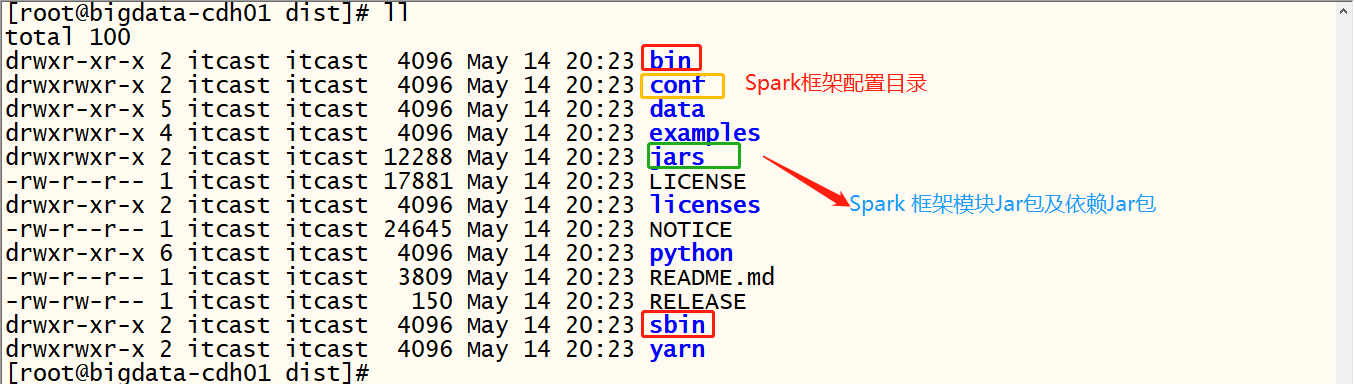 [root@bigdata-cdh01 dist]# ll
total 100
drwxr-xr-x 2 itcast itcast  4096 May 14 20:23 bin
drwxrwxr-x 2 itcast itcast  4096 May 14 20:23 conf Spark框架配置目录
drwxr-xr-x 5 itcast itcast  4096 May 14 20:23 data
drwxrwxr-x 4 itcast itcast  4096 May 14 20:23 examples
drwxrwxr-x 2 itcast itcast 12288 May 14 20:23 jars
-rw-r--r-- 1 itcast itcast 17881 May 14 20:23 LICENSE
drwxr-xr-x 2 itcast itcast  4096 May 14 20:23 licenses Spark 框架模块Jar包及依赖Jar包
-rw-r--r-- 1 itcast itcast 24645 May 14 20:23 NOTICE
drwxr-xr-x 6 itcast itcast  4096 May 14 20:23 python
-rw-r--r-- 1 itcast itcast  3809 May 14 20:23 README.md
-rw-rw-r-- 1 itcast itcast   150 May 14 20:23 RELEASE
drwxr-xr-x 2 itcast itcast  4096 May 14 20:23 sbin
drwxrwxr-x 2 itcast itcast  4096 May 14 20:23 yarn
[root@bigdata-cdh01 dist]#